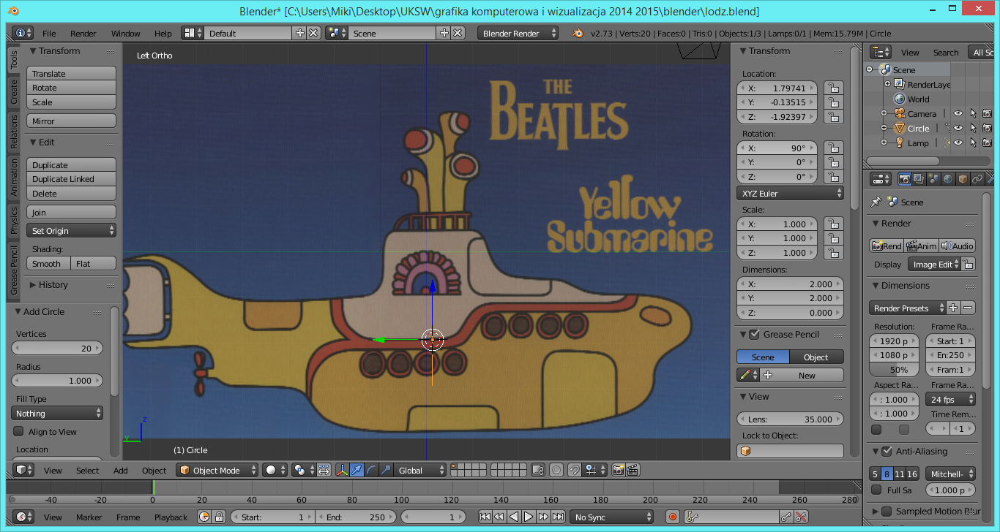 Blender* [C:\Users\Miki\Desktop\UKSW\grafika komputerowa i wizualizacja 2014 2015\blender\lodz.blend]
File Render Window Help Default Scene Blender Render v2.73 | Verts:20 | Faces:0 | Tris:0 | Objects:1/3 | Lamps:0/1 | Mem:15.79M | Circle
Tools
Create
Relations
Animation
Physics
Grease Pencil
Transform
Translate
Rotate
Scale
Mirror
Edit
Duplicate
Duplicate Linked
Delete
Join
Set Origin
Shading:
Smooth Flat
History
Add Circle
Vertices
20
Radius
1.000
Fill Type
Nothing
Align to View
Location
Left Ortho
THE
BEATLES
Yellow
Submarine
z
y
(1) Circle
Transform
Location:
X: 1.79741
Y: -0.13515
Z: -1.92397
Rotation:
X: 90°
Y: 0°
Z: 0°
XYZ Euler
Scale:
X: 1.000
Y: 1.000
Z: 1.000
Dimensions:
X: 2.000
Y: 2.000
Z: 0.000
Grease Pencil
Scene Object
New
View
Lens: 35.000
Lock to Object:
View Search All Sc
Scene
RenderLaye
World
Camera
Circle
Lamp
Scene
Render
Rend Anim Audio
Display Image Edit
Dimensions
Render Presets
Resolution: Frame Ra...
1920 p Start: 1
1080 p En:250
50% Fram:1
Aspect Ra... Frame Ra...
: 1.000 24 fps
: 1.000 Time Rem...
1
Anti-Aliasing
5 8 11 16 Mitchell-
Full Sa 1.000 p
Sampled Motion Blur
View Select Add Object Object Mode Global
-40 -20 0 20 40 60 80 100 120 140 160 180 200 220 240 260 280
View Marker Frame Playback Start: 1 End: 250 1 No Sync